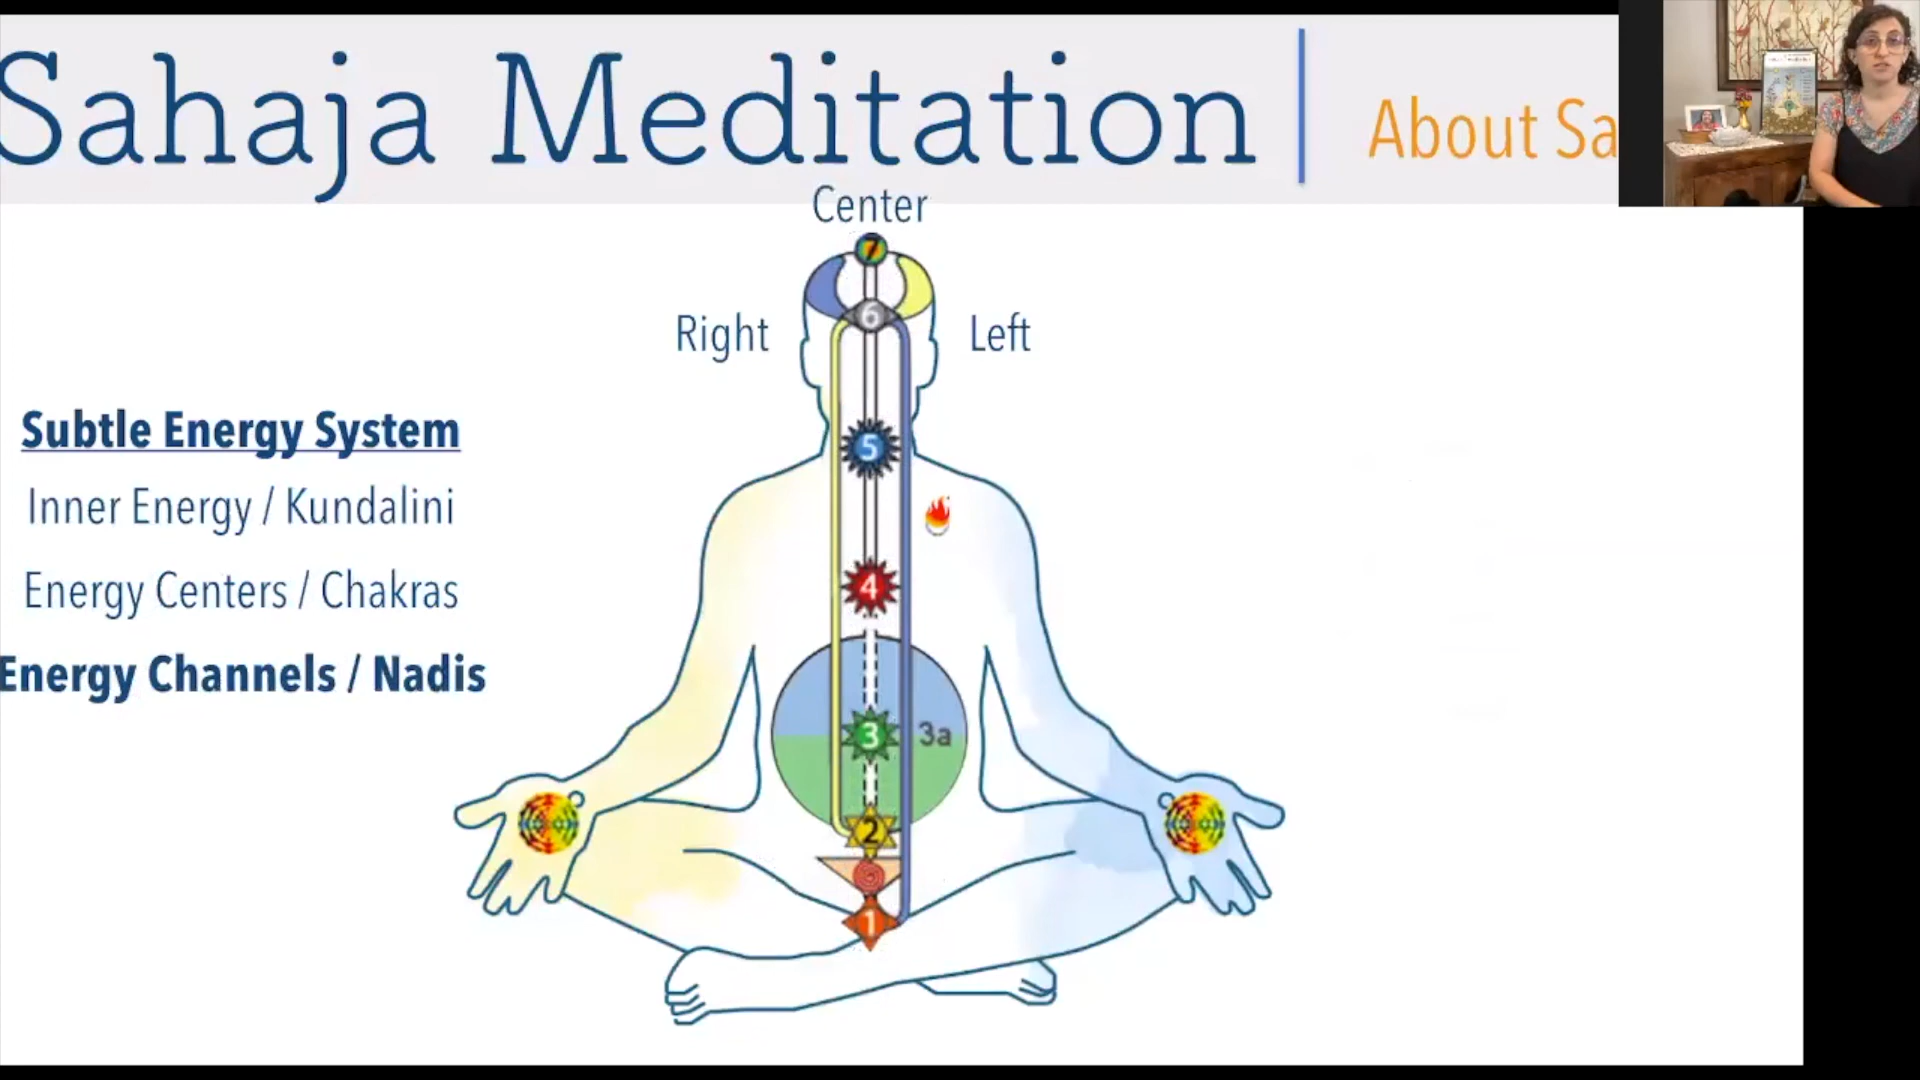 Sahaja Meditation
About Sa
Center
7
6
Right
Left
Subtle Energy System
5
Inner Energy / Kundalini
Energy Centers / Chakras
4
Energy Channels / Nadis
3
3a
2
1